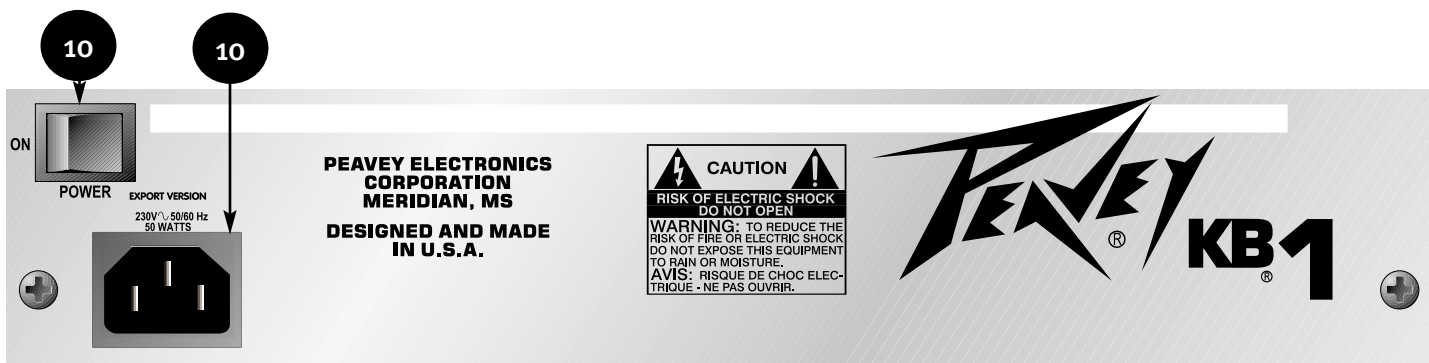 10
10
ON
POWER
EXPORT VERSION
230V∿50/60 Hz
50 WATTS
PEAVEY ELECTRONICS
CORPORATION
MERIDIAN, MS
DESIGNED AND MADE
IN U.S.A.
CAUTION
RISK OF ELECTRIC SHOCK
DO NOT OPEN
WARNING: TO REDUCE THE
RISK OF FIRE OR ELECTRIC SHOCK
DO NOT EXPOSE THIS EQUIPMENT
TO RAIN OR MOISTURE.
AVIS: RISQUE DE CHOC ELEC-
TRIQUE - NE PAS OUVRIR.
PEAVEY®
KB®1